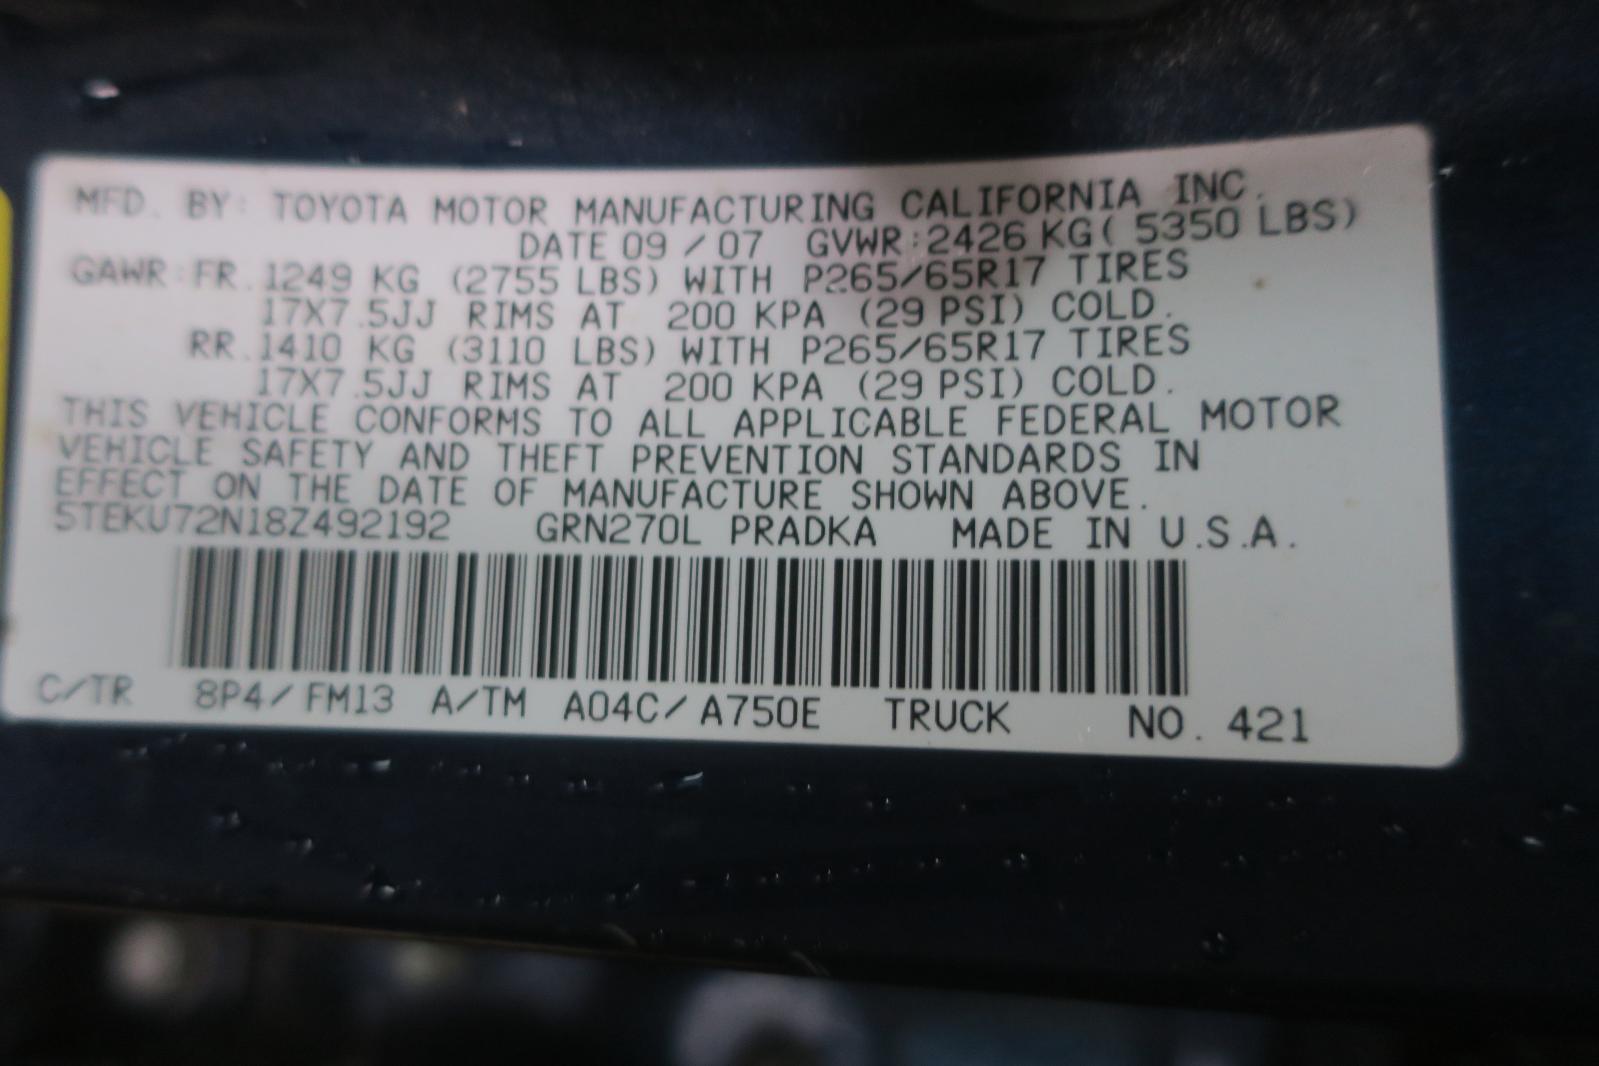 MFD. BY: TOYOTA MOTOR MANUFACTURING CALIFORNIA INC.
DATE 09 / 07 GVWR:2426 KG( 5350 LBS)
GAWR: FR. 1249 KG (2755 LBS) WITH P265/65R17 TIRES
17X7.5JJ RIMS AT 200 KPA (29 PSI) COLD.
RR.1410 KG (3110 LBS) WITH P265/65R17 TIRES
17X7.5JJ RIMS AT 200 KPA (29 PSI) COLD.
THIS VEHICLE CONFORMS TO ALL APPLICABLE FEDERAL MOTOR
VEHICLE SAFETY AND THEFT PREVENTION STANDARDS IN
EFFECT ON THE DATE OF MANUFACTURE SHOWN ABOVE.
5TEKU72N18Z492192 GRN270L PRADKA MADE IN U.S.A.
C/TR 8P4/FM13 A/TM A04C/A750E TRUCK NO. 421